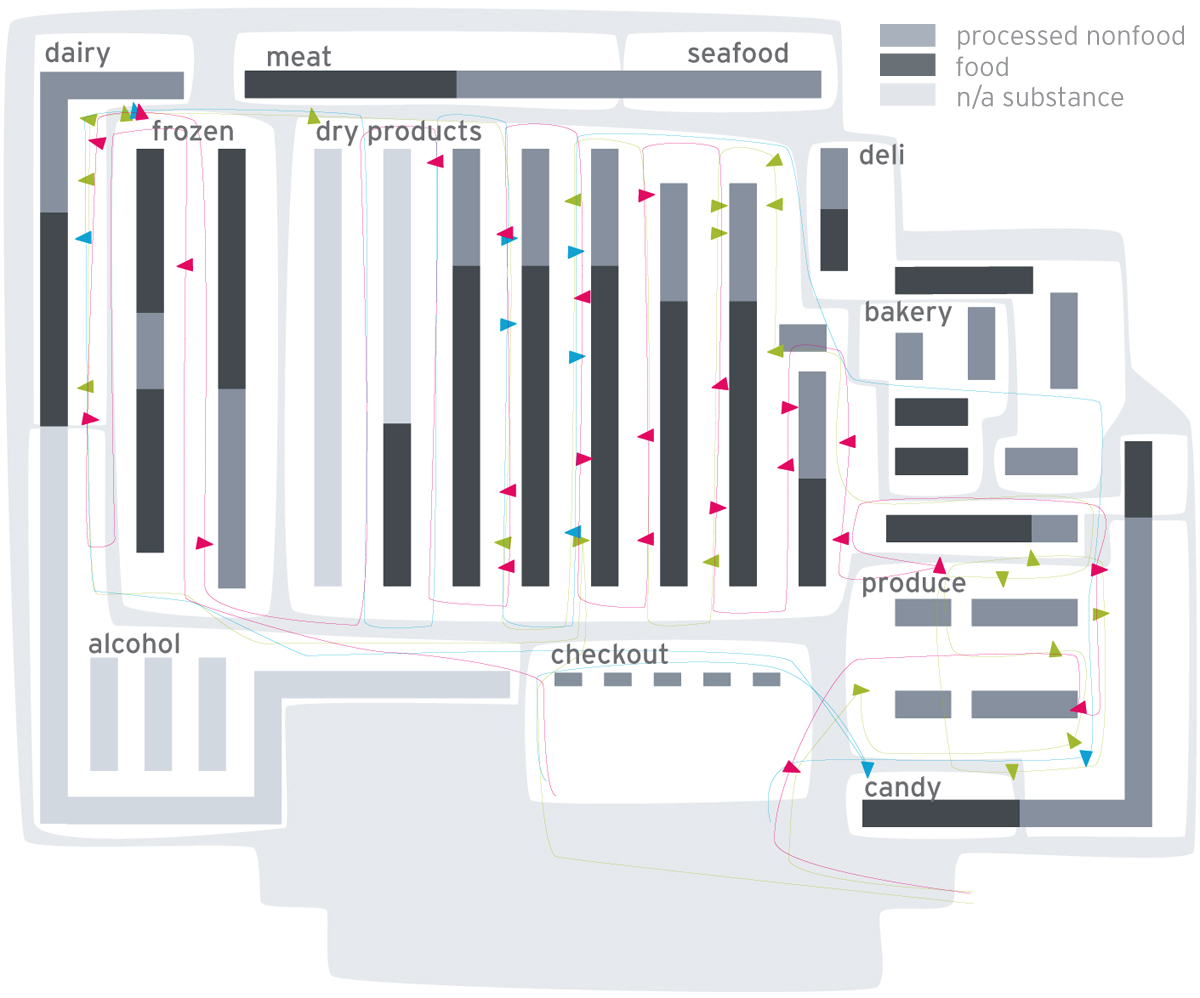 dairy
meat
seafood
processed nonfood
food
n/a substance
frozen
dry products
deli
bakery
produce
alcohol
checkout
candy